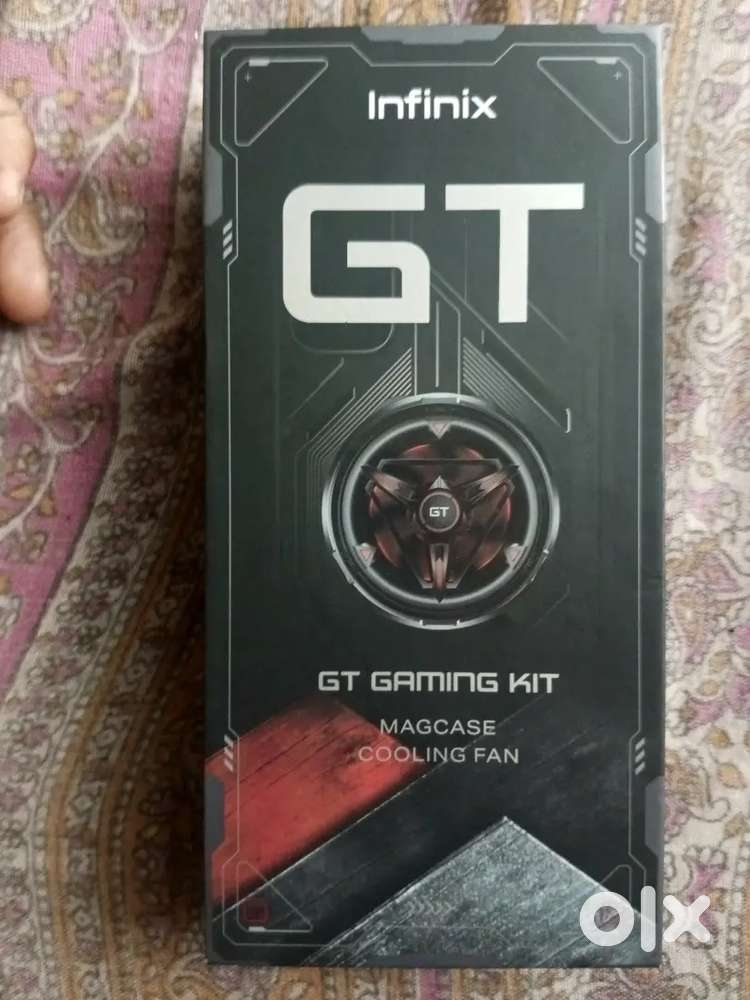 Infinix
GT
GT
GT GAMING KIT
MAGCASE
COOLING FAN
olx